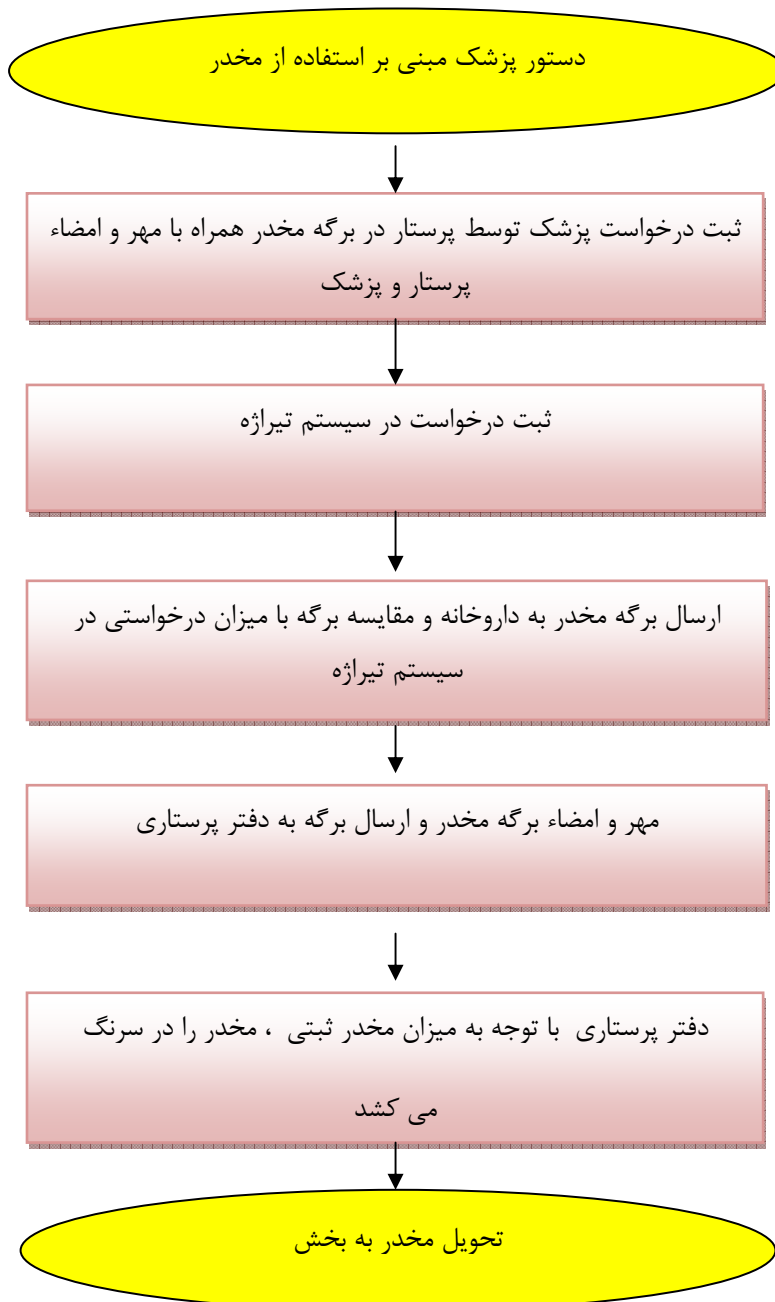 دستور پزشک مبنی بر استفاده از مخدر
ثبت درخواست پزشک توسط پرستار در برگه مخدر همراه با مهر و امضاء
پرستار و پزشک
ثبت درخواست در سیستم تیراژه
ارسال برگه مخدر به داروخانه و مقایسه برگه با میزان درخواستی در
سیستم تیراژه
مهر و امضاء برگه مخدر و ارسال برگه به دفتر پرستاری
دفتر پرستاری با توجه به میزان مخدر ثبتی ، مخدر را در سرنگ
می کشد
تحویل مخدر به بخش